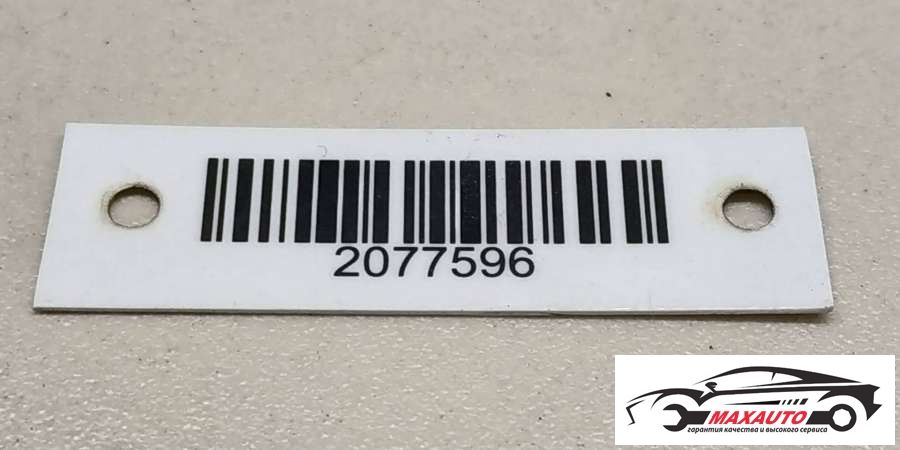 2077596
MAXAUTO
гарантия качества и высокого сервиса